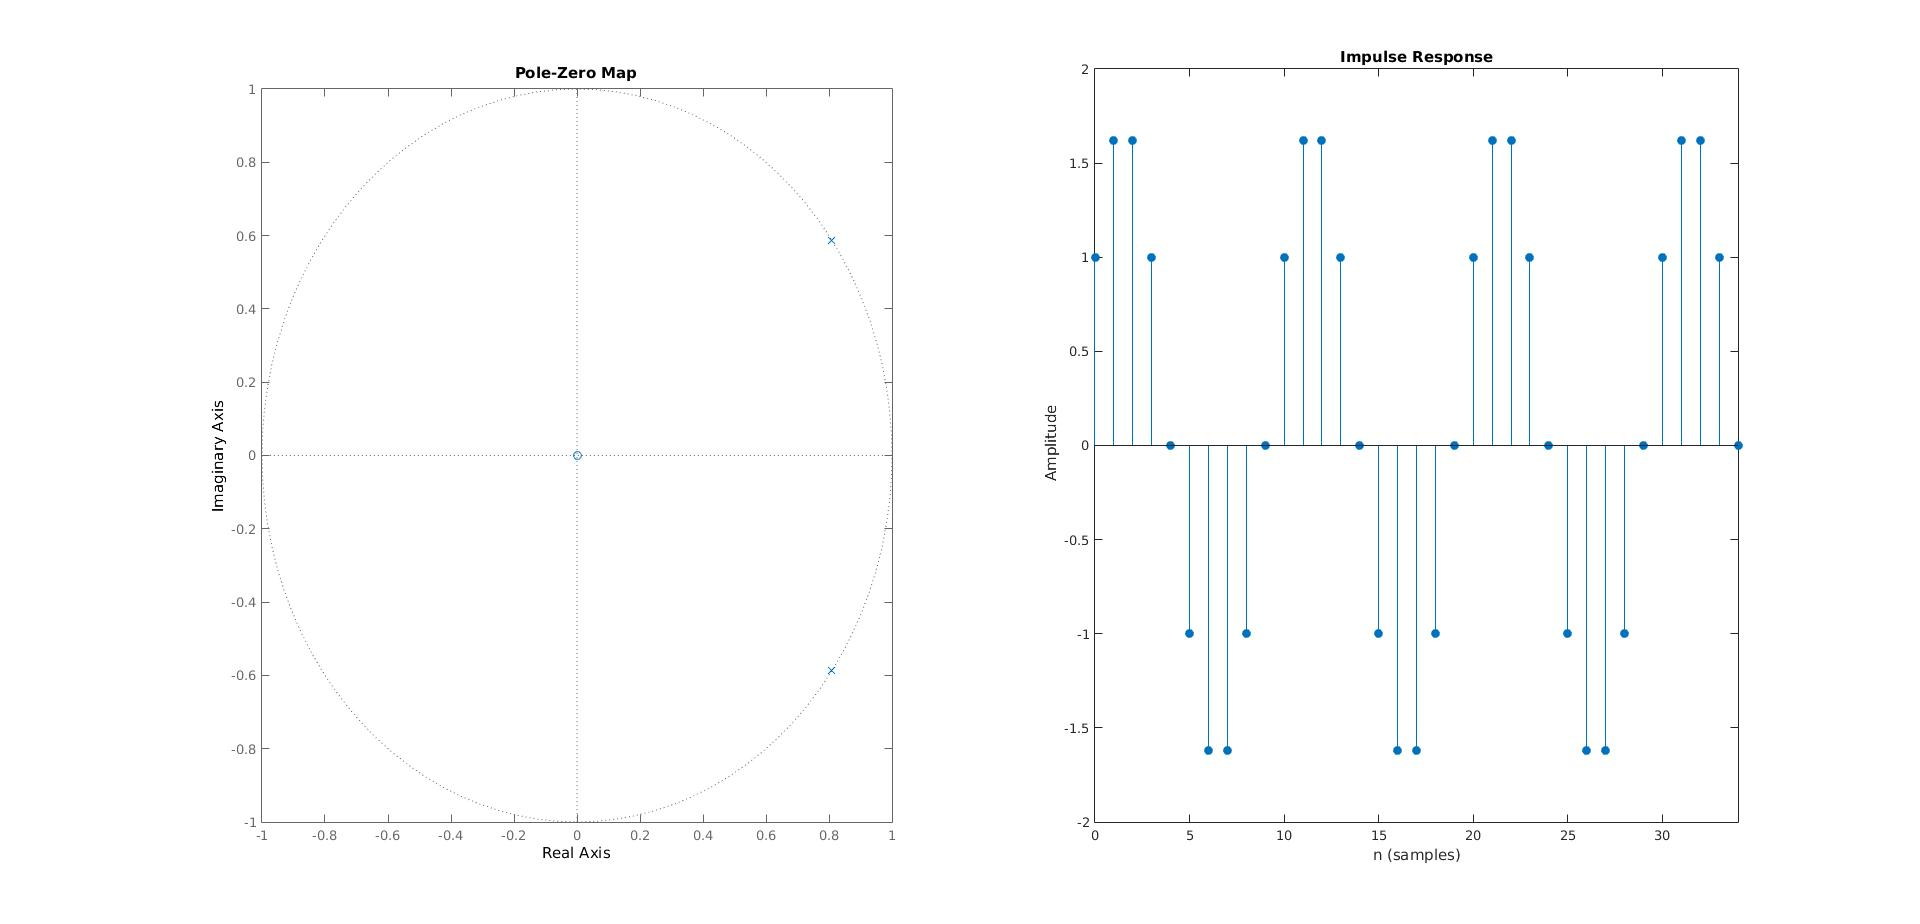 Pole-Zero Map
1
0.8
0.6
0.4
0.2
0
-0.2
-0.4
-0.6
-0.8
-1
Imaginary Axis
-1 -0.8 -0.6 -0.4 -0.2 0 0.2 0.4 0.6 0.8 1
Real Axis
Impulse Response
2
1.5
1
0.5
0
-0.5
-1
-1.5
-2
Amplitude
0 5 10 15 20 25 30
n (samples)